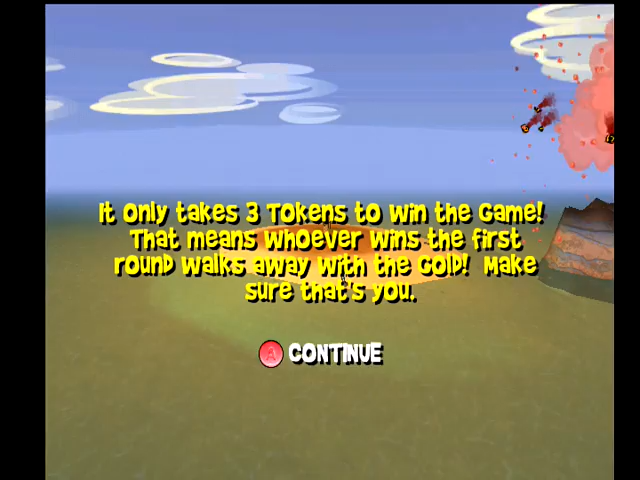 It only takes 3 Tokens to win the Game!
That means whoever wins the first
round walks away with the Gold! Make
sure that's you.
A CONTINUE